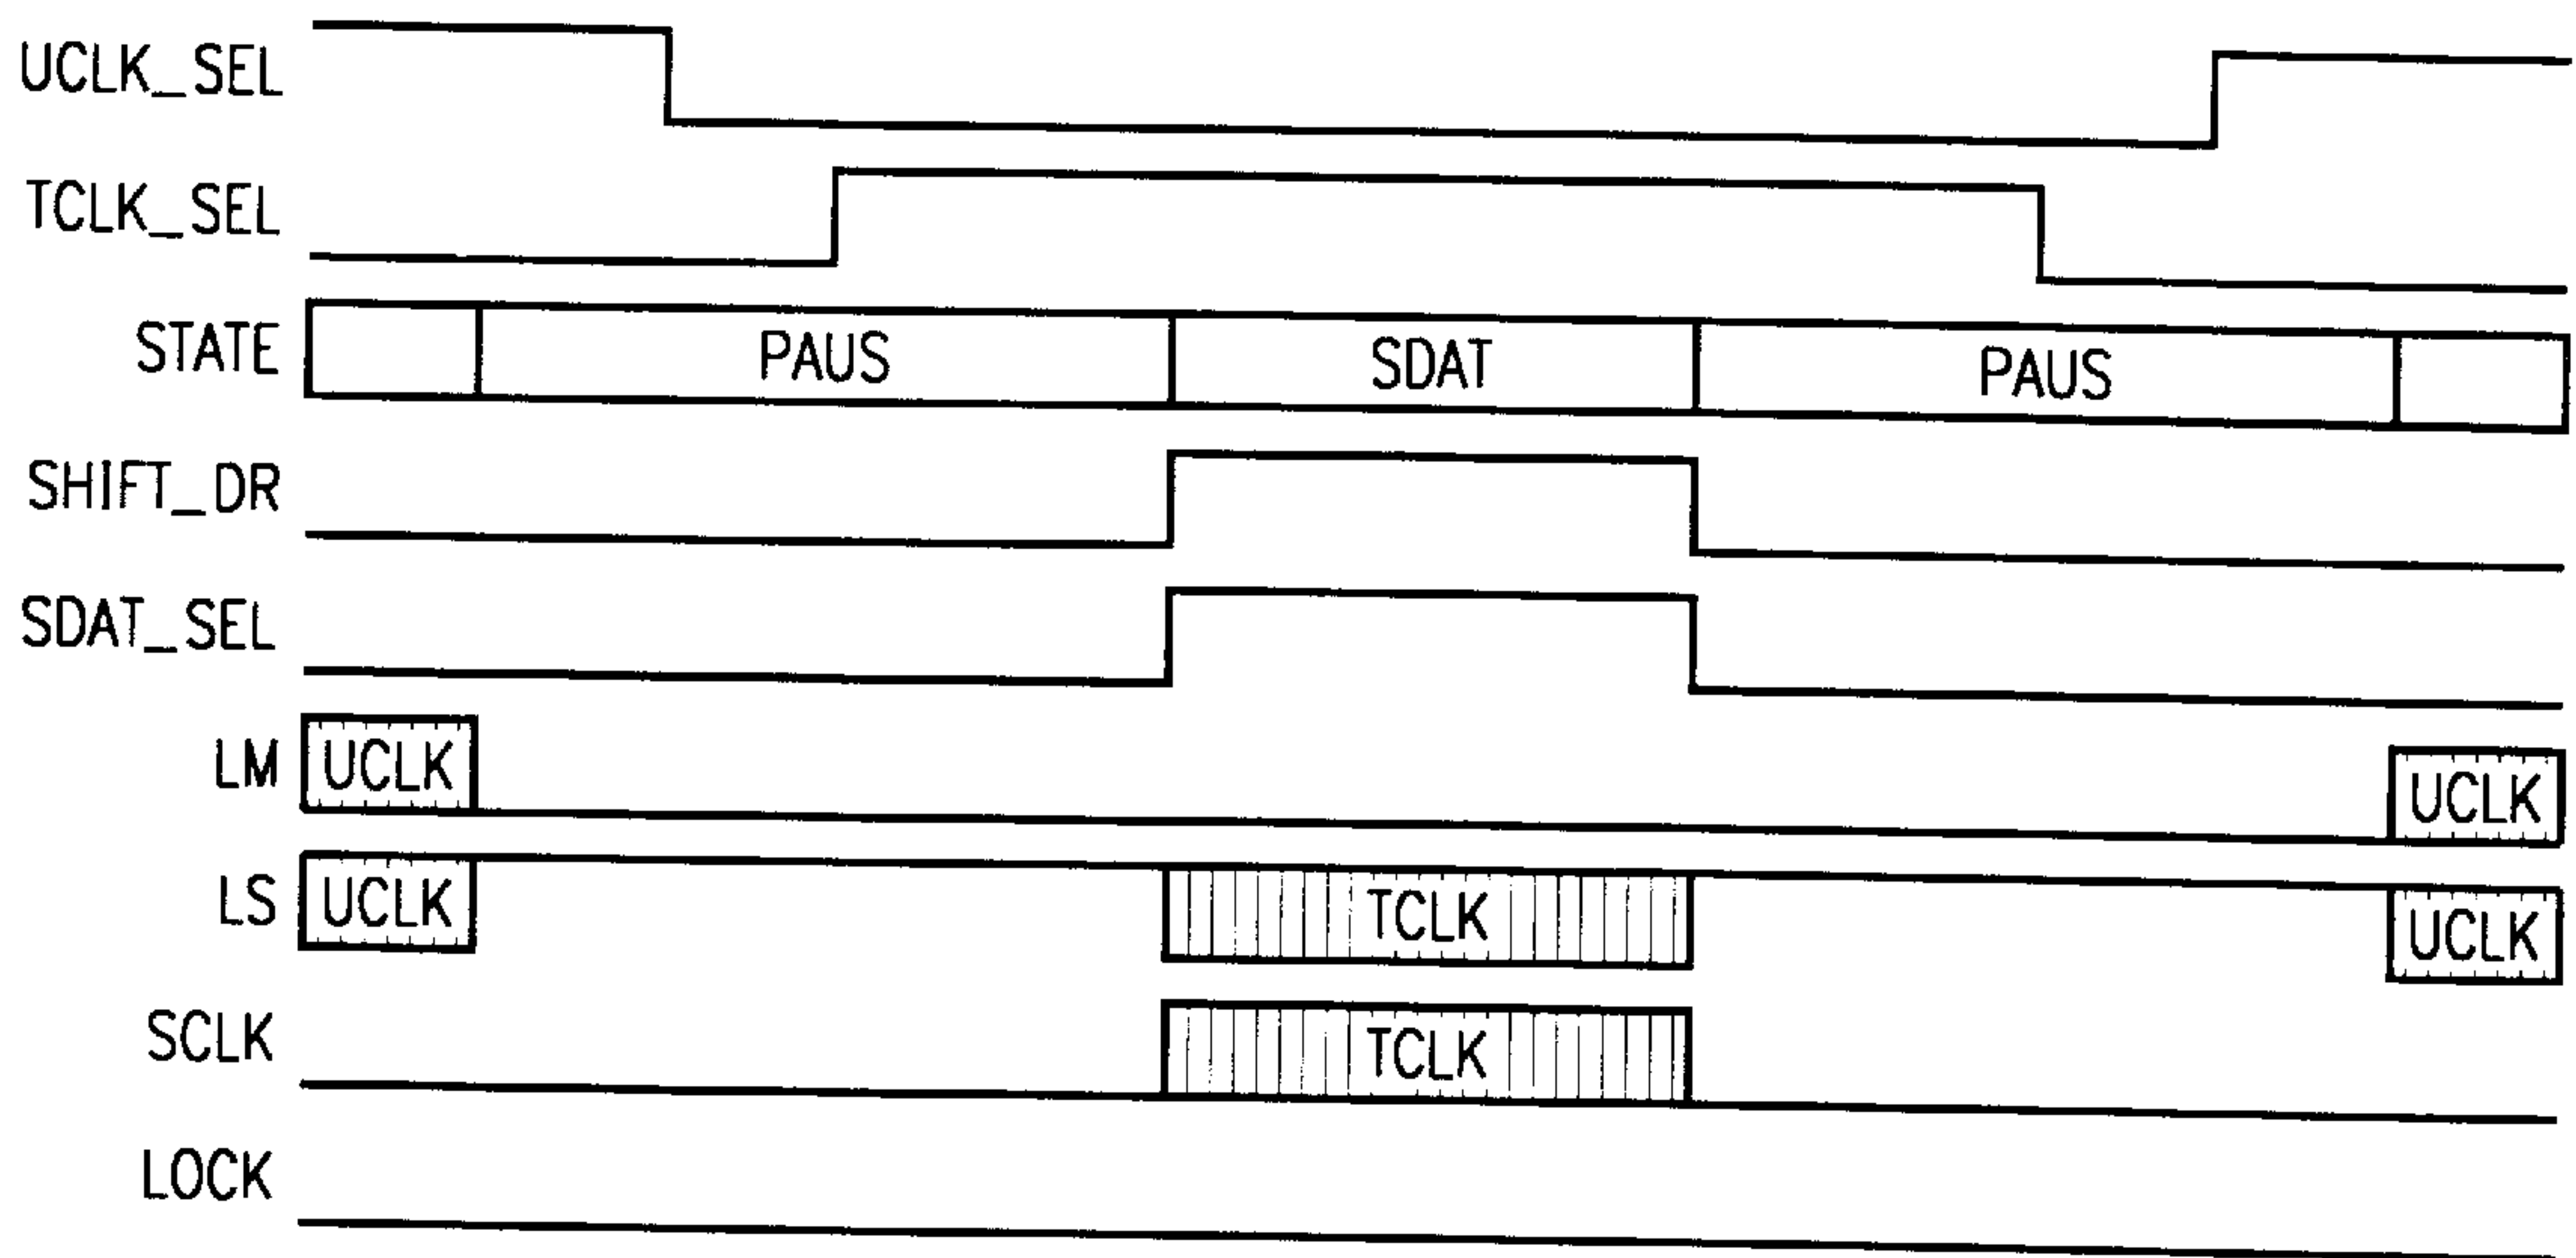 UCLK_SEL
TCLK_SEL
STATE PAUS SDAT PAUS
SHIFT_DR
SDAT_SEL
LM UCLK UCLK
LS UCLK TCLK UCLK
SCLK TCLK
LOCK